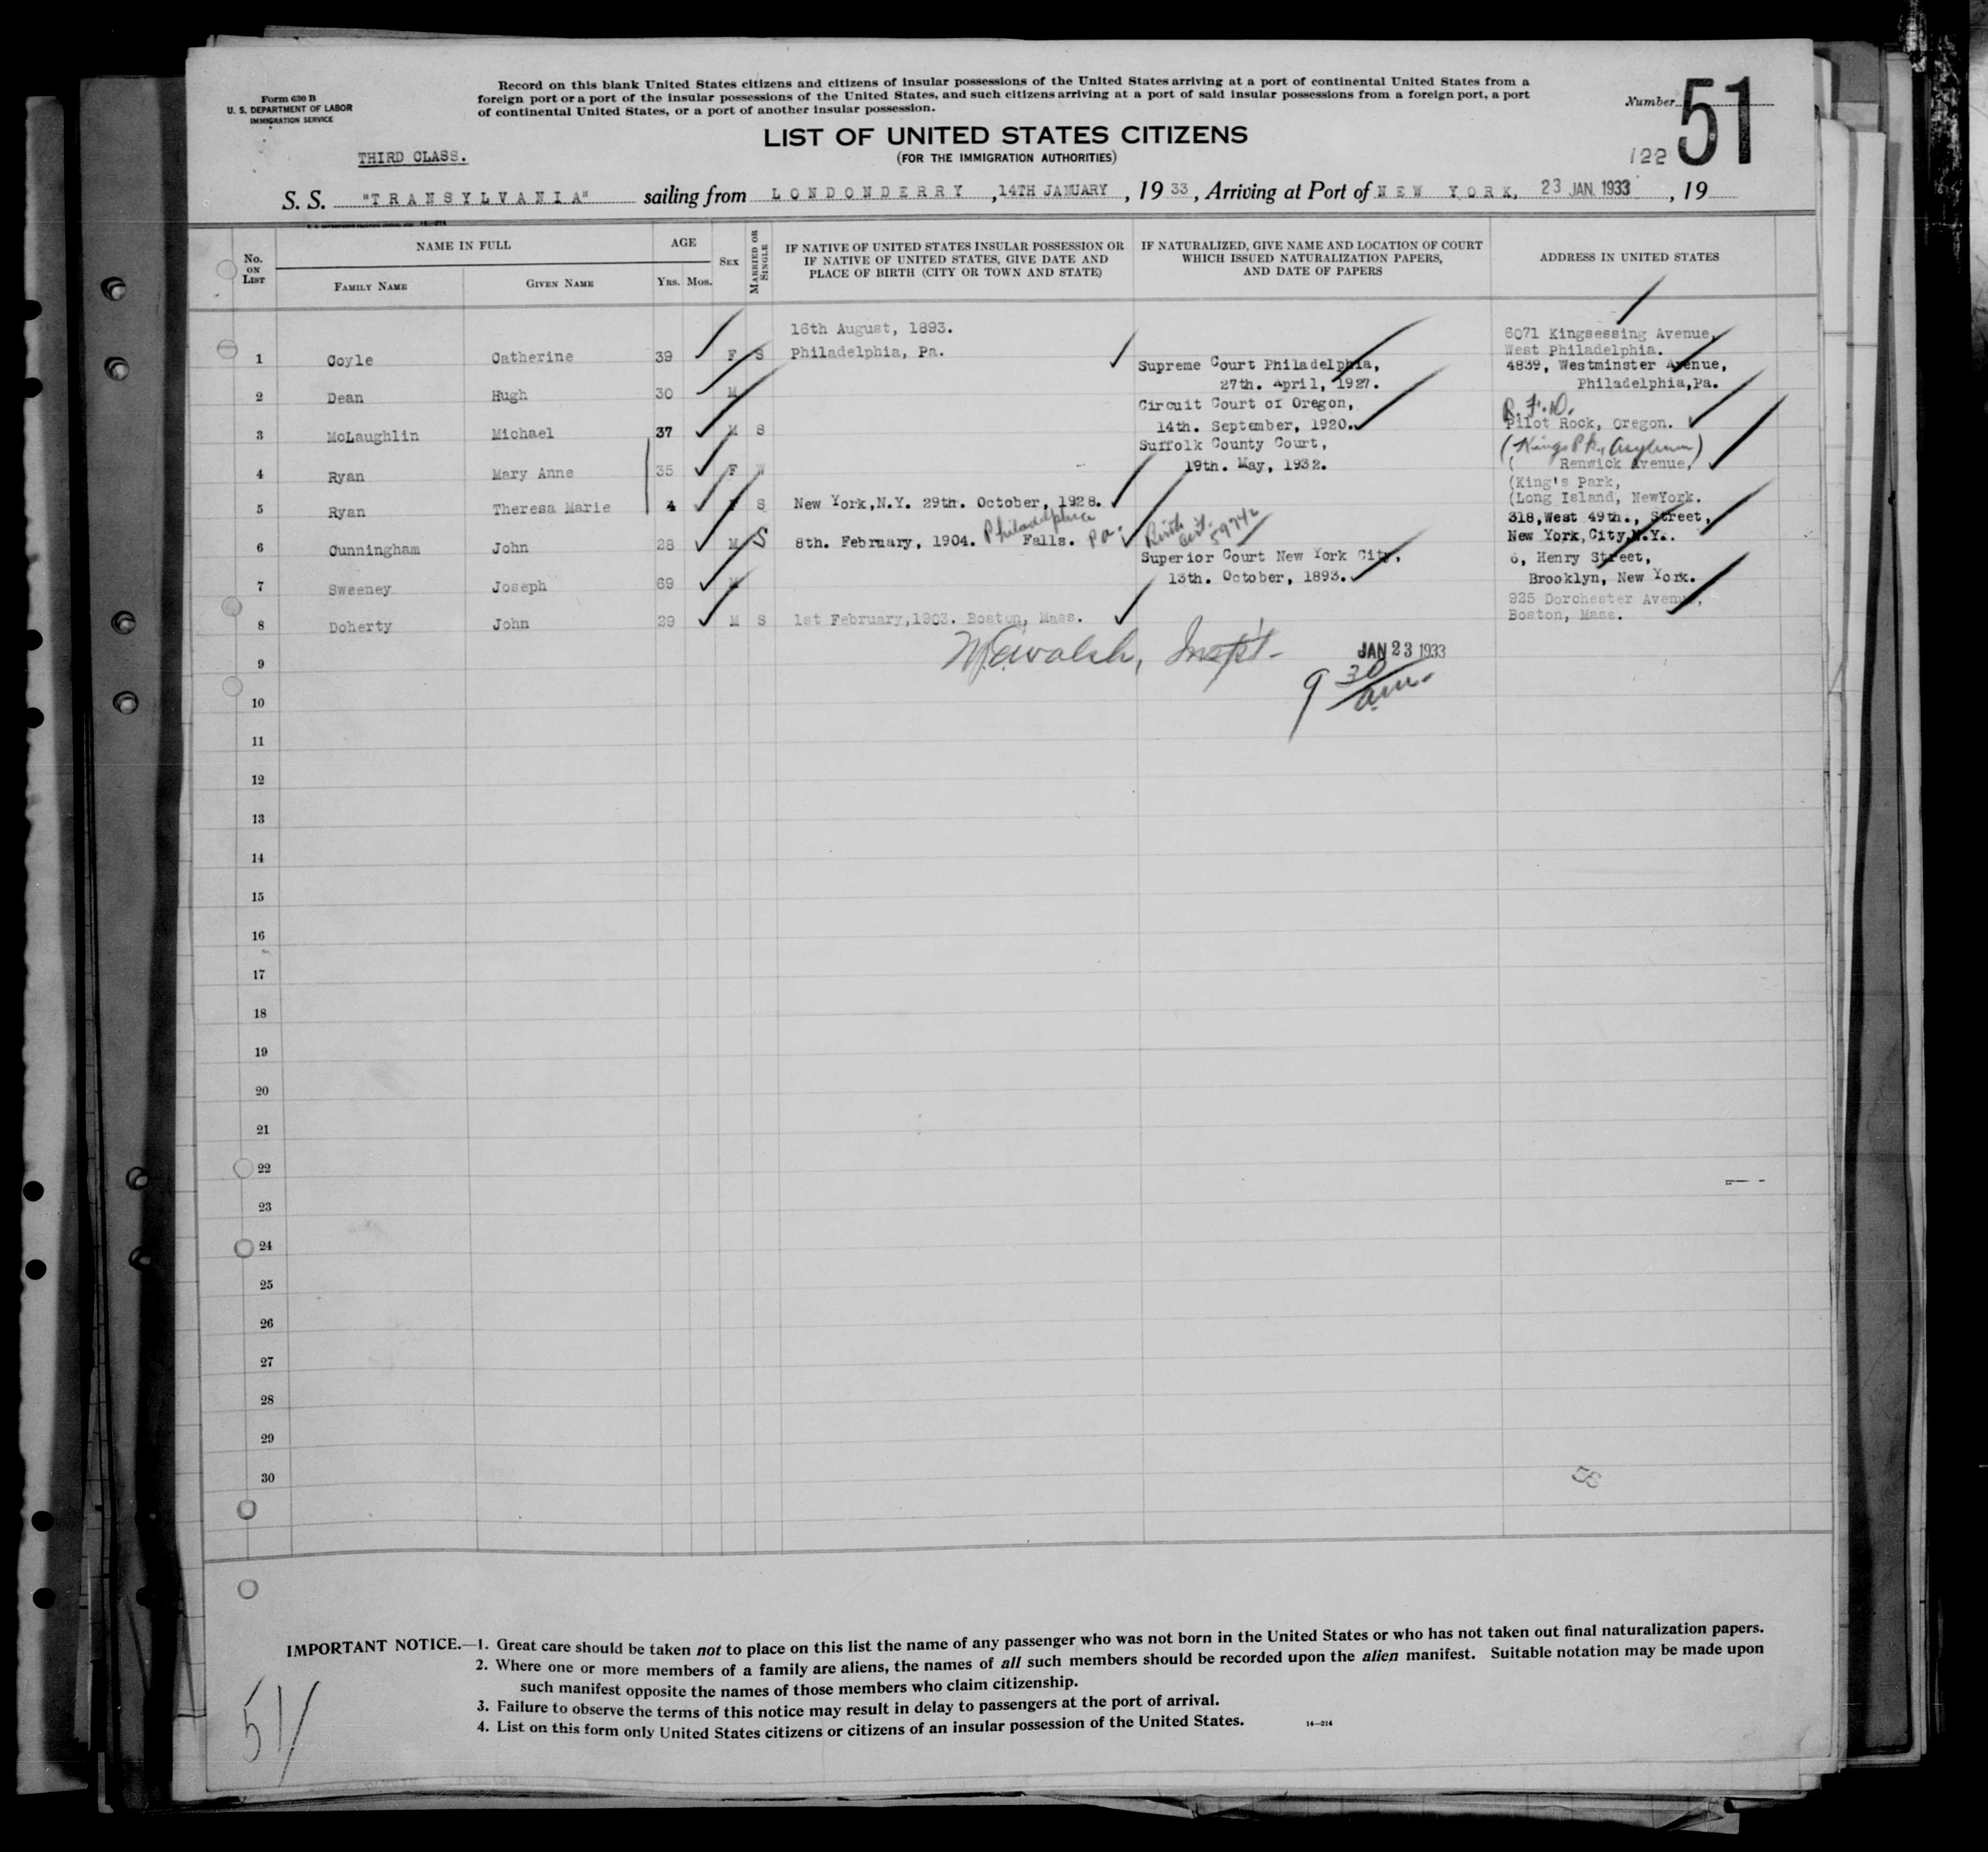 Form 630 B
U. S. DEPARTMENT OF LABOR
IMMIGRATION SERVICE
Record on this blank United States citizens and citizens of insular possessions of the United States arriving at a port of continental United States from a
foreign port or a port of the insular possessions of the United States, and such citizens arriving at a port of said insular possessions from a foreign port, a port
of continental United States, or a port of another insular possession.
Number 51
122
LIST OF UNITED STATES CITIZENS
(FOR THE IMMIGRATION AUTHORITIES)
THIRD CLASS.
S. S. "TRANSYLVANIA" sailing from LONDONDERRY, 14TH JANUARY, 1933, Arriving at Port of NEW YORK, 23 JAN. 1933, 19
No. ON LIST
NAME IN FULL
FAMILY NAME
GIVEN NAME
AGE
YRS. MOS.
SEX
MARRIED OR SINGLE
IF NATIVE OF UNITED STATES INSULAR POSSESSION OR
IF NATIVE OF UNITED STATES, GIVE DATE AND
PLACE OF BIRTH (CITY OR TOWN AND STATE)
IF NATURALIZED, GIVE NAME AND LOCATION OF COURT
WHICH ISSUED NATURALIZATION PAPERS,
AND DATE OF PAPERS
ADDRESS IN UNITED STATES
16th August, 1893.
6071 Kingsessing Avenue,
1 Coyle Catherine 39 F S Philadelphia, Pa.
West Philadelphia.
Supreme Court Philadelphia,
4839, Westminster Avenue,
2 Dean Hugh 30 M 27th. April, 1927. Philadelphia,Pa.
Circuit Court of Oregon,
R.F.D.
3 McLaughlin Michael 37 M S 14th. September, 1920. Pilot Rock, Oregon.
Suffolk County Court,
(Kings Pk., Asylum)
4 Ryan Mary Anne 35 F W 19th. May, 1932. ( Renwick Avenue,
(King's Park,
5 Ryan Theresa Marie 4 F S New York,N.Y. 29th. October, 1928. (Long Island, NewYork.
318,West 49th., Street,
Philadelphia Pa.
Birth Cert. 59746
6 Cunningham John 28 M S 8th. February, 1904. Falls. New York,City,N.Y..
Superior Court New York City,
6, Henry Street,
7 Sweeney Joseph 69 M 13th. October, 1893. Brooklyn, New York.
925 Dorchester Avenue,
8 Doherty John 29 M S 1st February,1903. Boston, Mass. Boston, Mass.
Walsh, Insp't- JAN 23 1933
9 30 am.
9
10
11
12
13
14
15
16
17
18
19
20
21
22
23
24
25
26
27
28
29
30
58
IMPORTANT NOTICE.—1. Great care should be taken not to place on this list the name of any passenger who was not born in the United States or who has not taken out final naturalization papers.
2. Where one or more members of a family are aliens, the names of all such members should be recorded upon the alien manifest. Suitable notation may be made upon
such manifest opposite the names of those members who claim citizenship.
3. Failure to observe the terms of this notice may result in delay to passengers at the port of arrival.
4. List on this form only United States citizens or citizens of an insular possession of the United States.
14—214
51/